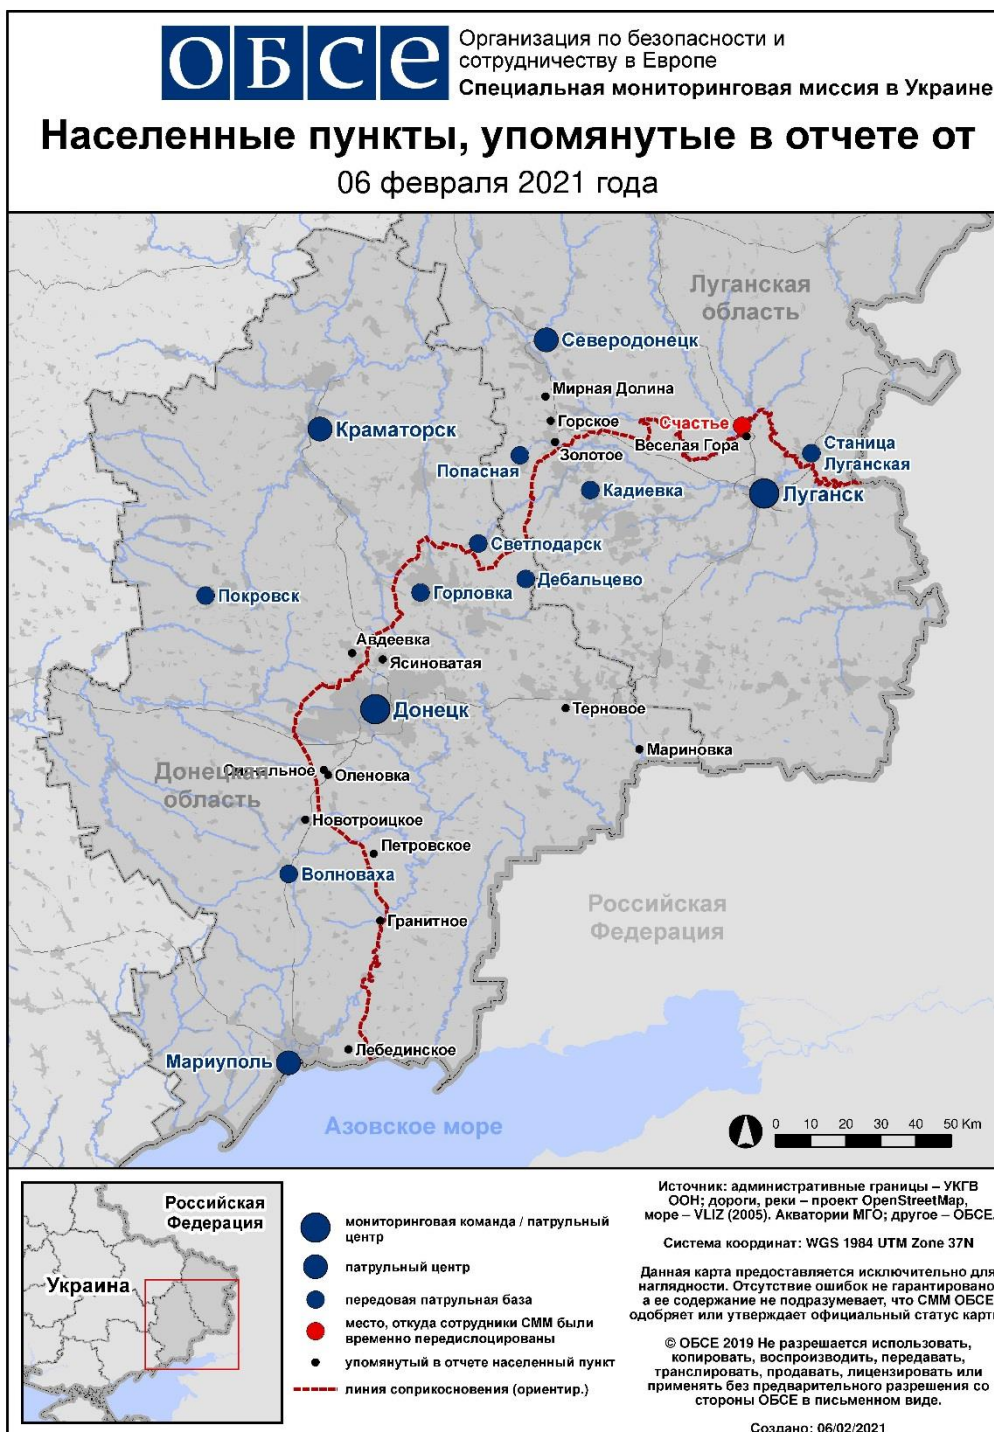 ОБСЕ
Организация по безопасности и
сотрудничеству в Европе
Специальная мониторинговая миссия в Украине
Населенные пункты, упомянутые в отчете от
06 февраля 2021 года
Луганская
область
Северодонецк
Мирная Долина
Горское
Счастье
Краматорск
Золотое
Веселая Гора
Станица
Луганская
Попасная
Кадиевка
Луганск
Светлодарск
Дебальцево
Покровск
Горловка
Авдеевка
Ясиноватая
Донецк
Терновое
Мариновка
Донецкая
область
Оленовка
Новотроицкое
Петровское
Волноваха
Российская
Федерация
Гранитное
Лебединское
Мариуполь
Азовское море
0 10 20 30 40 50 Km
Российская
Федерация
Украина
мониторинговая команда / патрульный
центр
патрульный центр
передовая патрульная база
место, откуда сотрудники СММ были
временно передислоцированы
упомянутый в отчете населенный пункт
линия соприкосновения (ориентир.)
Источник: административные границы – УКГВ
ООН; дороги, реки – проект OpenStreetMap,
море – VLIZ (2005). Акватории МГО; другое – ОБСЕ.
Система координат: WGS 1984 UTM Zone 37N
Данная карта предоставляется исключительно для
наглядности. Отсутствие ошибок не гарантировано,
а ее содержание не подразумевает, что СММ ОБСЕ
одобряет или утверждает официальный статус карты
© ОБСЕ 2019 Не разрешается использовать,
копировать, воспроизводить, передавать,
транслировать, продавать, лицензировать или
применять без предварительного разрешения со
стороны ОБСЕ в письменном виде.
Создано: 06/02/2021